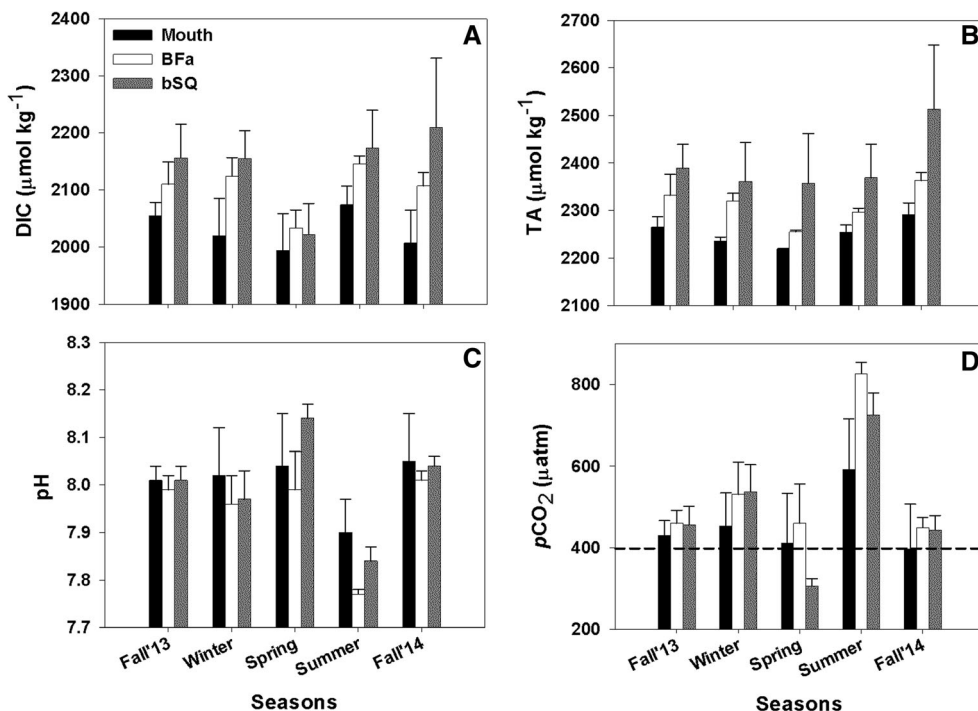 A
Mouth
BFa
bSQ
DIC (μmol kg⁻¹)
2400
2300
2200
2100
2000
1900
B
TA (μmol kg⁻¹)
2700
2600
2500
2400
2300
2200
2100
C
pH
8.3
8.2
8.1
8.0
7.9
7.8
7.7
Fall'13
Winter
Spring
Summer
Fall'14
Seasons
D
pCO₂ (μatm)
800
600
400
200
Fall'13
Winter
Spring
Summer
Fall'14
Seasons